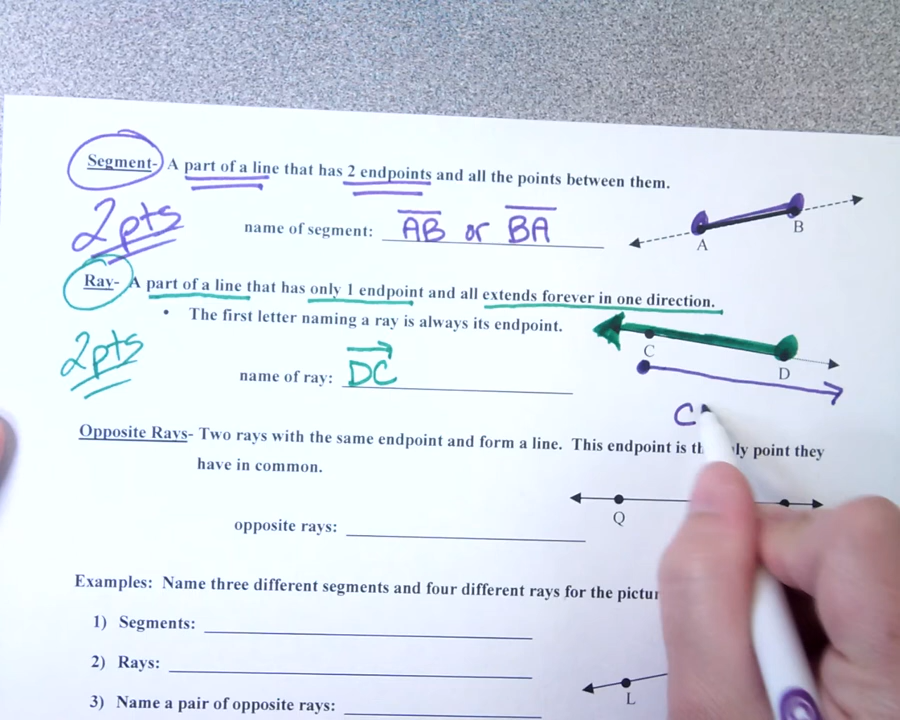 Segment- A part of a line that has 2 endpoints and all the points between them.
2pts
name of segment: AB or BA
A
B
Ray- A part of a line that has only 1 endpoint and all extends forever in one direction.
• The first letter naming a ray is always its endpoint.
2pts
name of ray: DC
C
D
C
Opposite Rays- Two rays with the same endpoint and form a line. This endpoint is point they
have in common.
Q
opposite rays:
Examples: Name three different segments and four different rays for the
1) Segments:
2) Rays:
L
3) Name a pair of opposite rays: